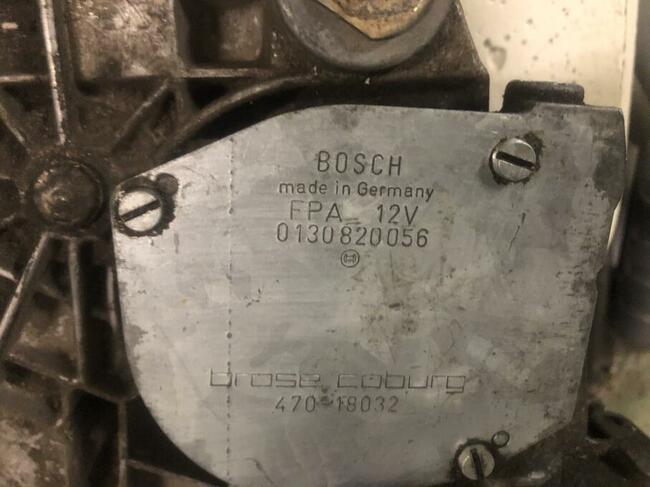 BOSCH
made in Germany
FPA 12V
0130820056
brose coburg
470-18032